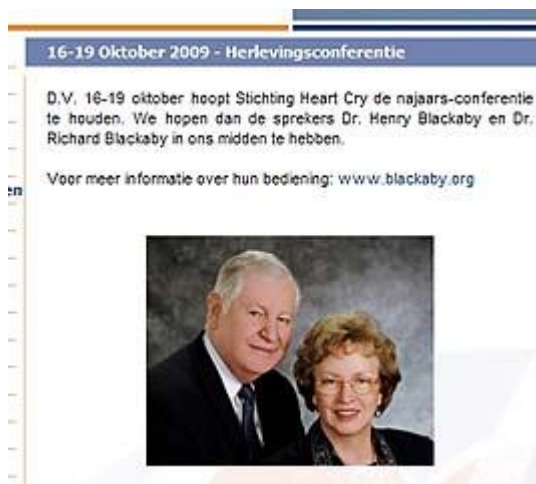 16-19 Oktober 2009 - Herlevingsconferentie
D.V. 16-19 oktober hoopt Stichting Heart Cry de najaars-conferentie
te houden. We hopen dan de sprekers Dr. Henry Blackaby en Dr.
Richard Blackaby in ons midden te hebben.
en
Voor meer informatie over hun bediening: www.blackaby.org